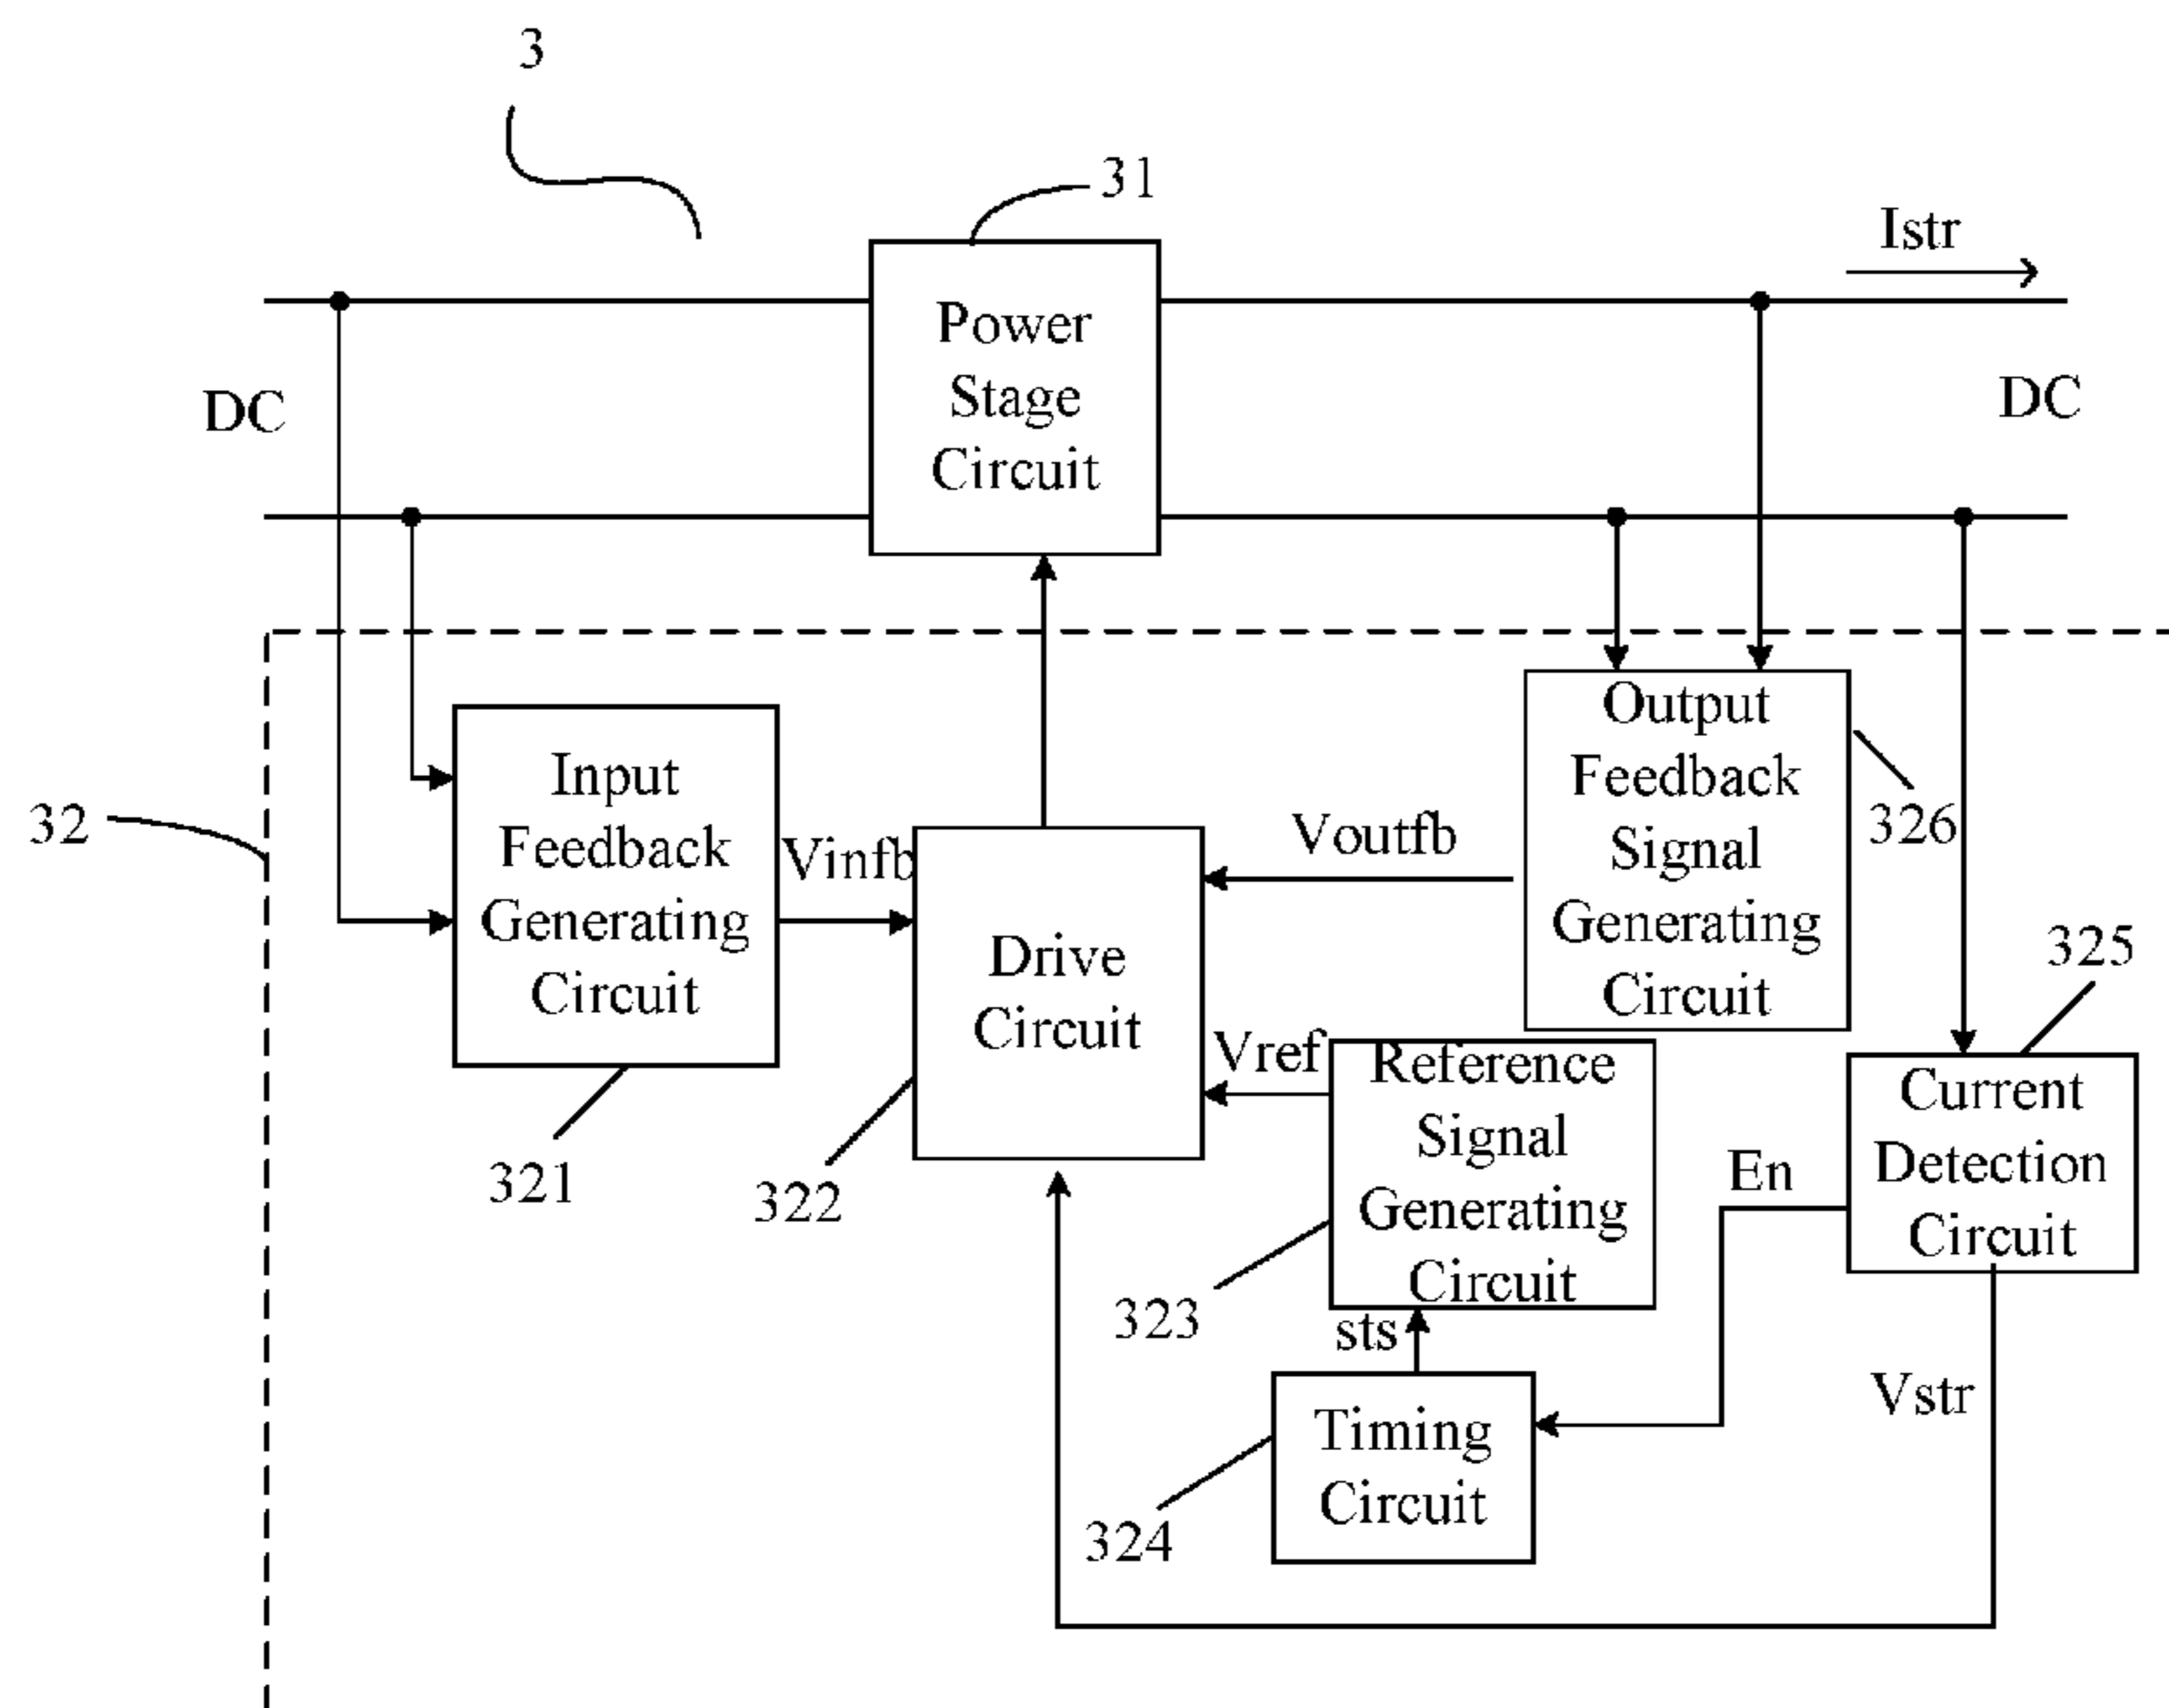 3
31
Istr
Power
Stage
Circuit
DC
DC
32
Input
Feedback
Generating
Circuit
321
Vinfb
Drive
Circuit
322
Voutfb
Output
Feedback
Signal
Generating
Circuit
326
325
Vref
Reference
Signal
Generating
Circuit
323
Current
Detection
Circuit
En
sts
Timing
Circuit
324
Vstr